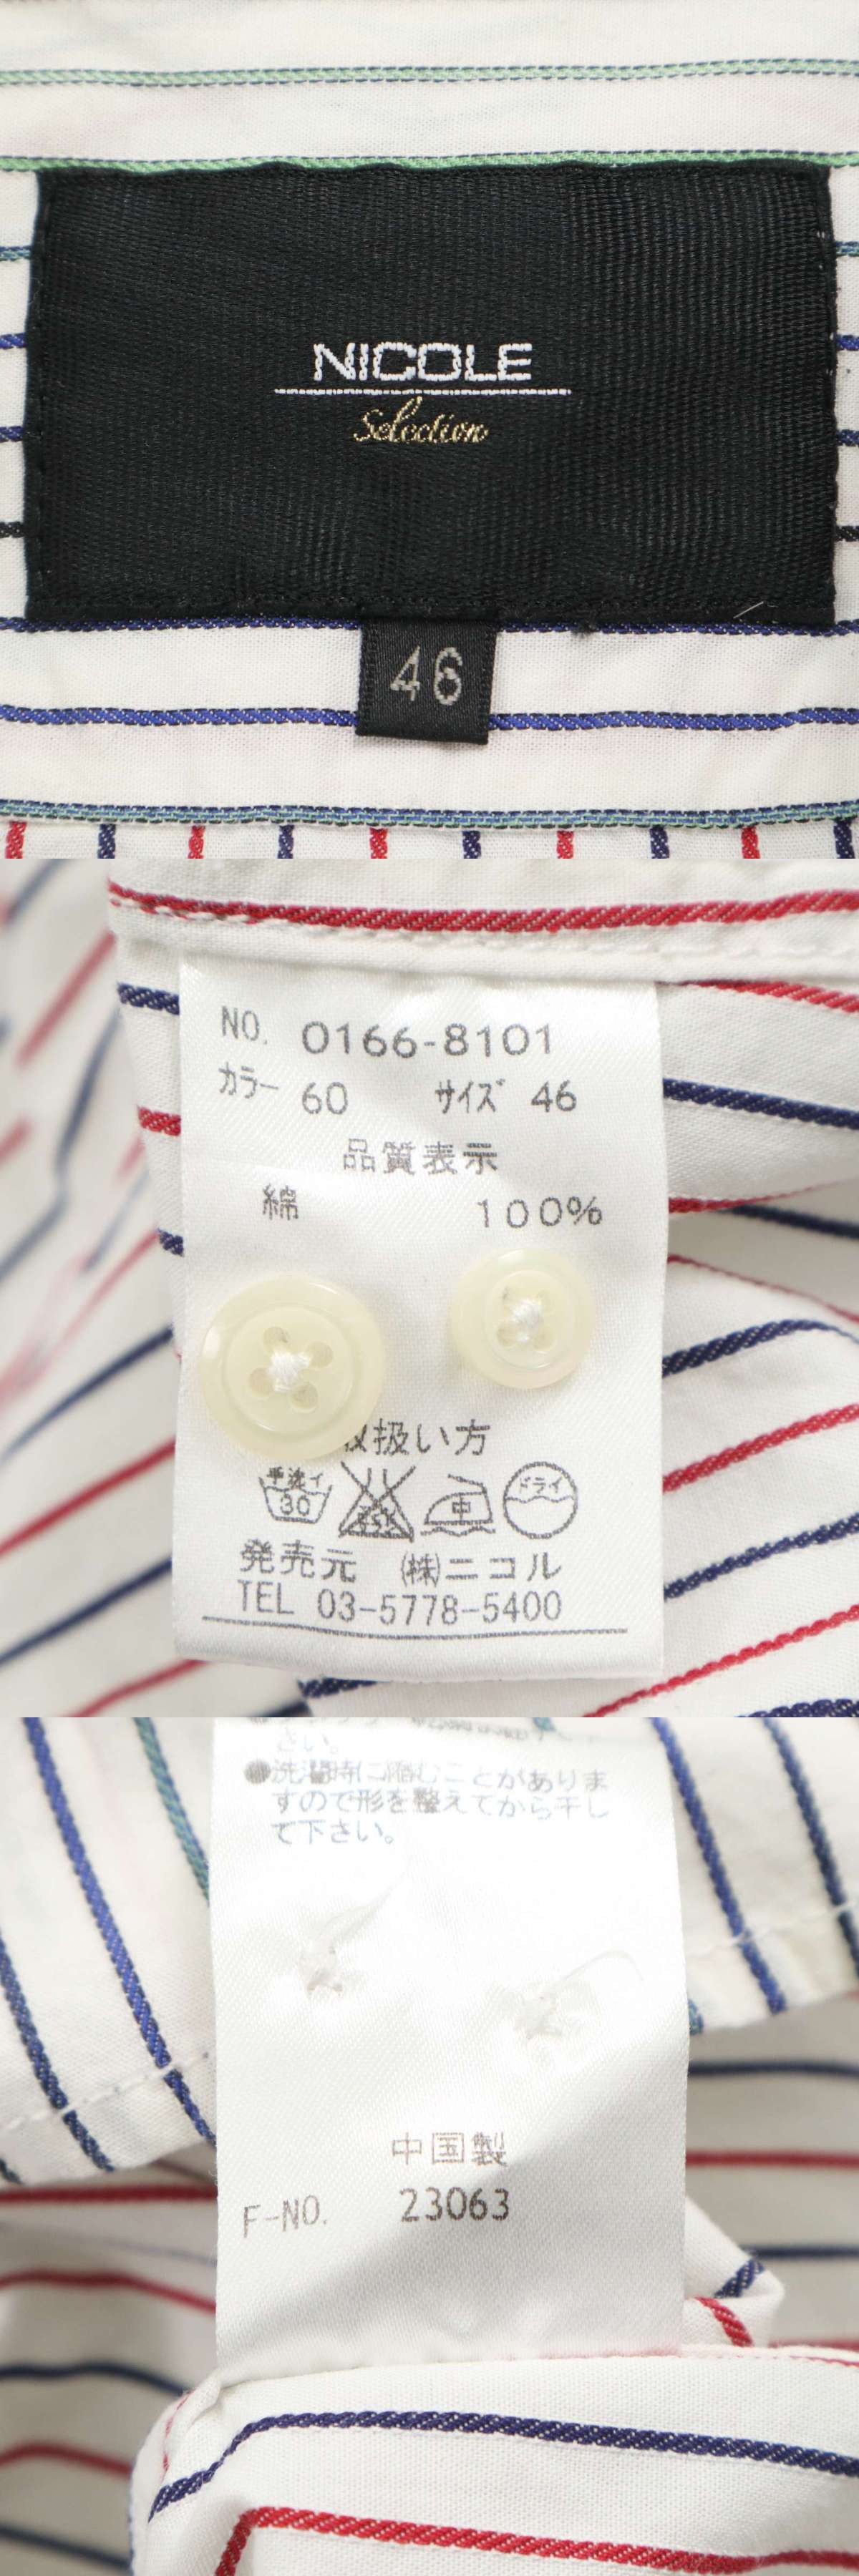 NICOLE
Selection
46
NO. 0166-8101
カラー 60 サイズ 46
品質表示
綿 100%
扱い方
手洗イ
30
中
ドライ
発売元 ㈱ニコル
TEL 03-5778-5400
さい。
●洗濯時に縮むことがありま
すので形を整えてから干し
て下さい。
中国製
F-NO. 23063